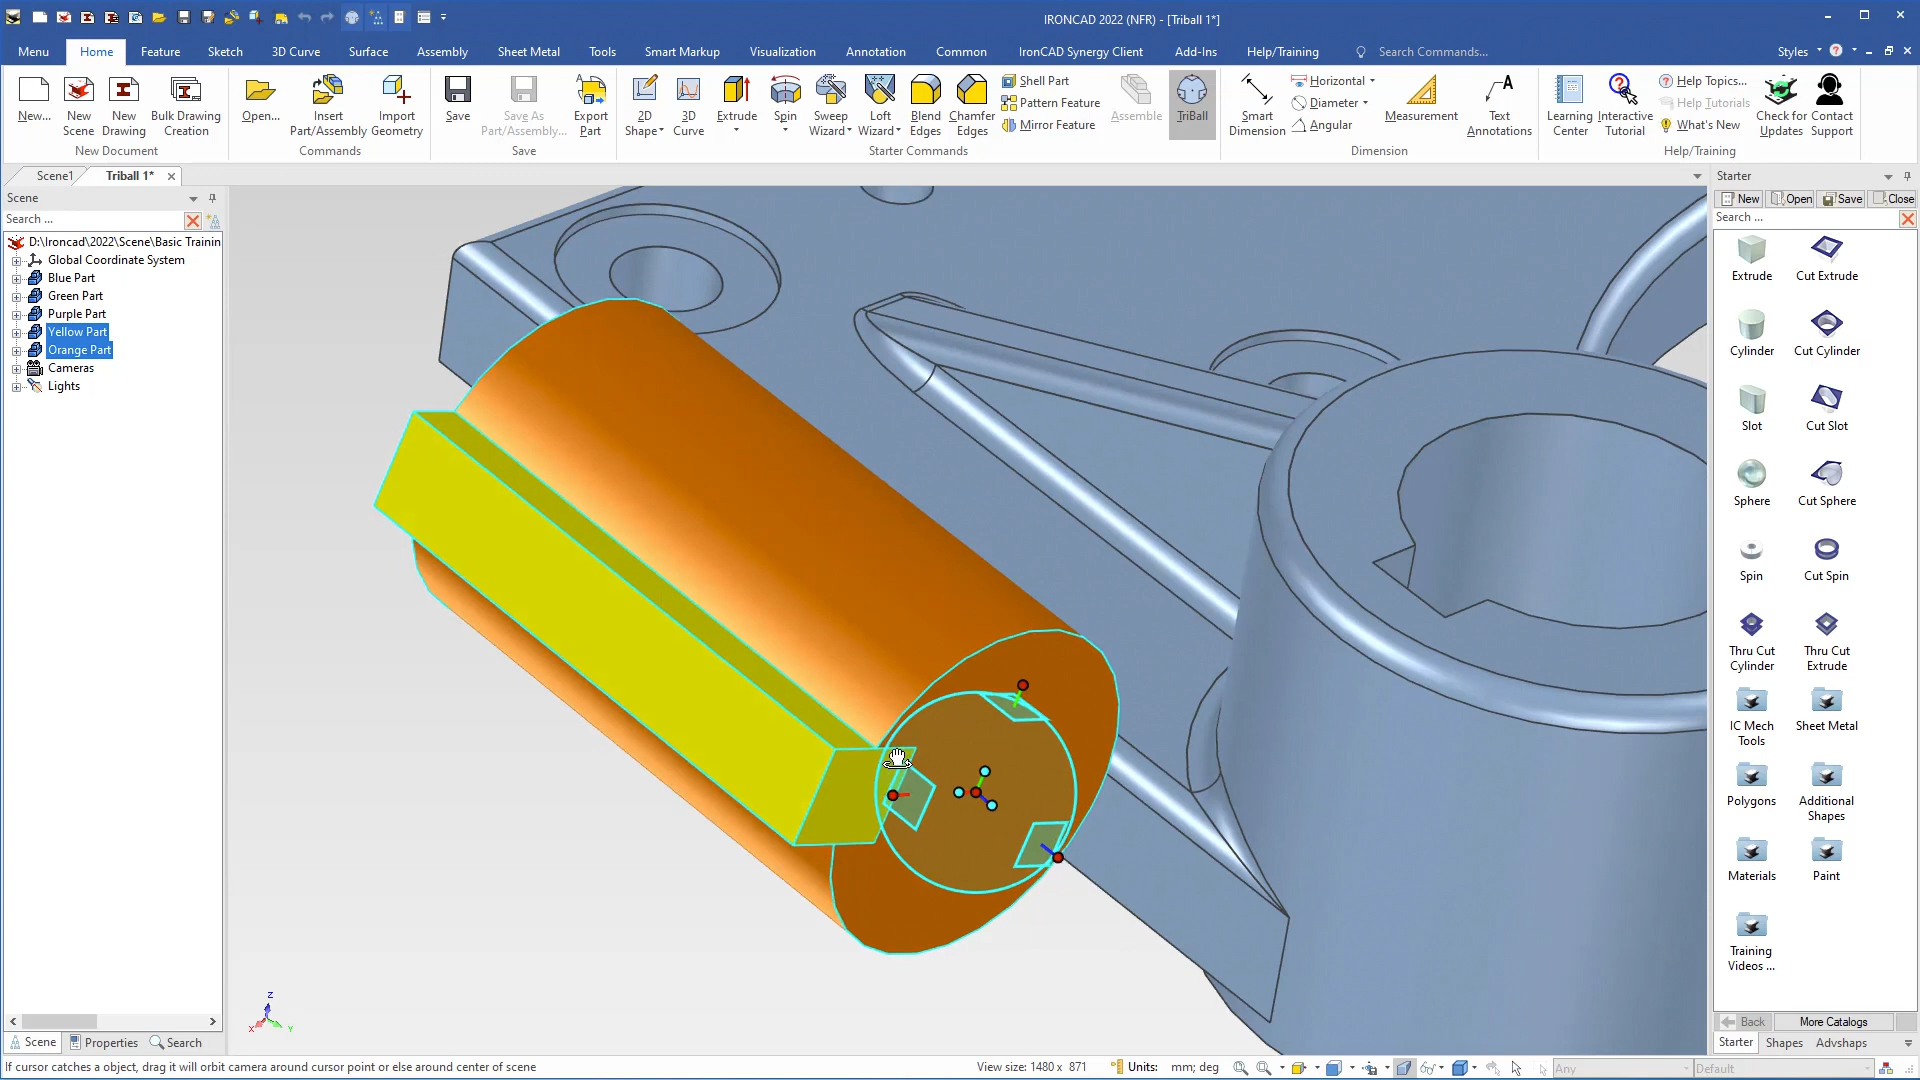 IRONCAD 2022 (NFR) - [Triball 1*]
Menu Home Feature Sketch 3D Curve Surface Assembly Sheet Metal Tools Smart Markup Visualization Annotation Common IronCAD Synergy Client Add-Ins Help/Training Search Commands... Styles
New... New Scene New Drawing Bulk Drawing Creation
New Document
Open... Insert Part/Assembly Import Geometry
Commands
Save Save As Part/Assembly... Export Part
Save
2D Shape 3D Curve Extrude Spin Sweep Wizard Loft Wizard Blend Edges Chamfer Edges
Shell Part
Pattern Feature
Mirror Feature
Assemble TriBall
Starter Commands
Smart Dimension
Horizontal
Diameter
Angular
Measurement Text Annotations
Dimension
Learning Center Interactive Tutorial
Help Topics...
Help Tutorials
What's New
Check for Updates Contact Support
Help/Training
Scene1 Triball 1*
Scene
Search ...
D:\Ironcad\2022\Scene\Basic Trainin
Global Coordinate System
Blue Part
Green Part
Purple Part
Yellow Part
Orange Part
Cameras
Lights
Scene Properties Search
Z
X
Y
Starter
New Open Save Close
Search ...
Extrude Cut Extrude
Cylinder Cut Cylinder
Slot Cut Slot
Sphere Cut Sphere
Spin Cut Spin
Thru Cut Cylinder Thru Cut Extrude
IC Mech Tools Sheet Metal
Polygons Additional Shapes
Materials Paint
Training Videos ...
Back More Catalogs
Starter Shapes Advshaps
If cursor catches a object, drag it will orbit camera around cursor point or else around center of scene
View size: 1480 x 871 Units: mm; deg Any Default